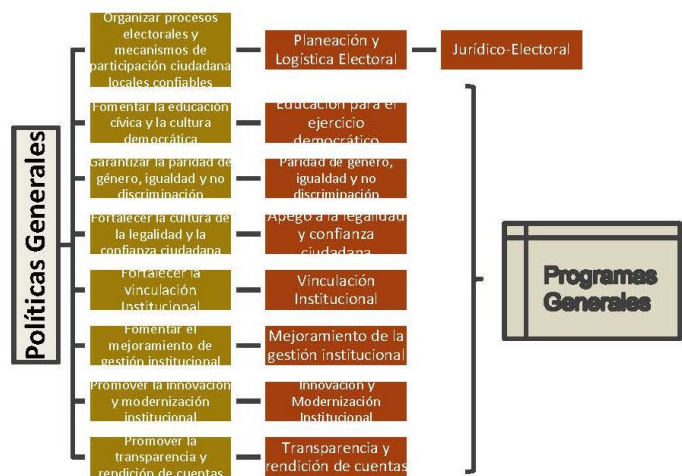 Políticas Generales
Organizar procesos
electorales y
mecanismos de
participación ciudadana
locales confiables
Planeación y
Logística Electoral
Jurídico-Electoral
Fomentar la educación
cívica y la cultura
democrática
Educación para el
ejercicio
democrático
Garantizar la paridad de
género, igualdad y no
discriminación
Paridad de género,
igualdad y no
discriminación
Fortalecer la cultura de
la legalidad y la
confianza ciudadana
Apego a la legalidad
y confianza
ciudadana
Fortalecer la
vinculación
Institucional
Vinculación
Institucional
Fomentar el
mejoramiento de
gestión institucional
Mejoramiento de la
gestión institucional
Promover la innovación
y modernización
institucional
Innovación y
Modernización
Institucional
Promover la
transparencia y
rendición de cuentas
Transparencia y
rendición de cuentas
Programas
Generales